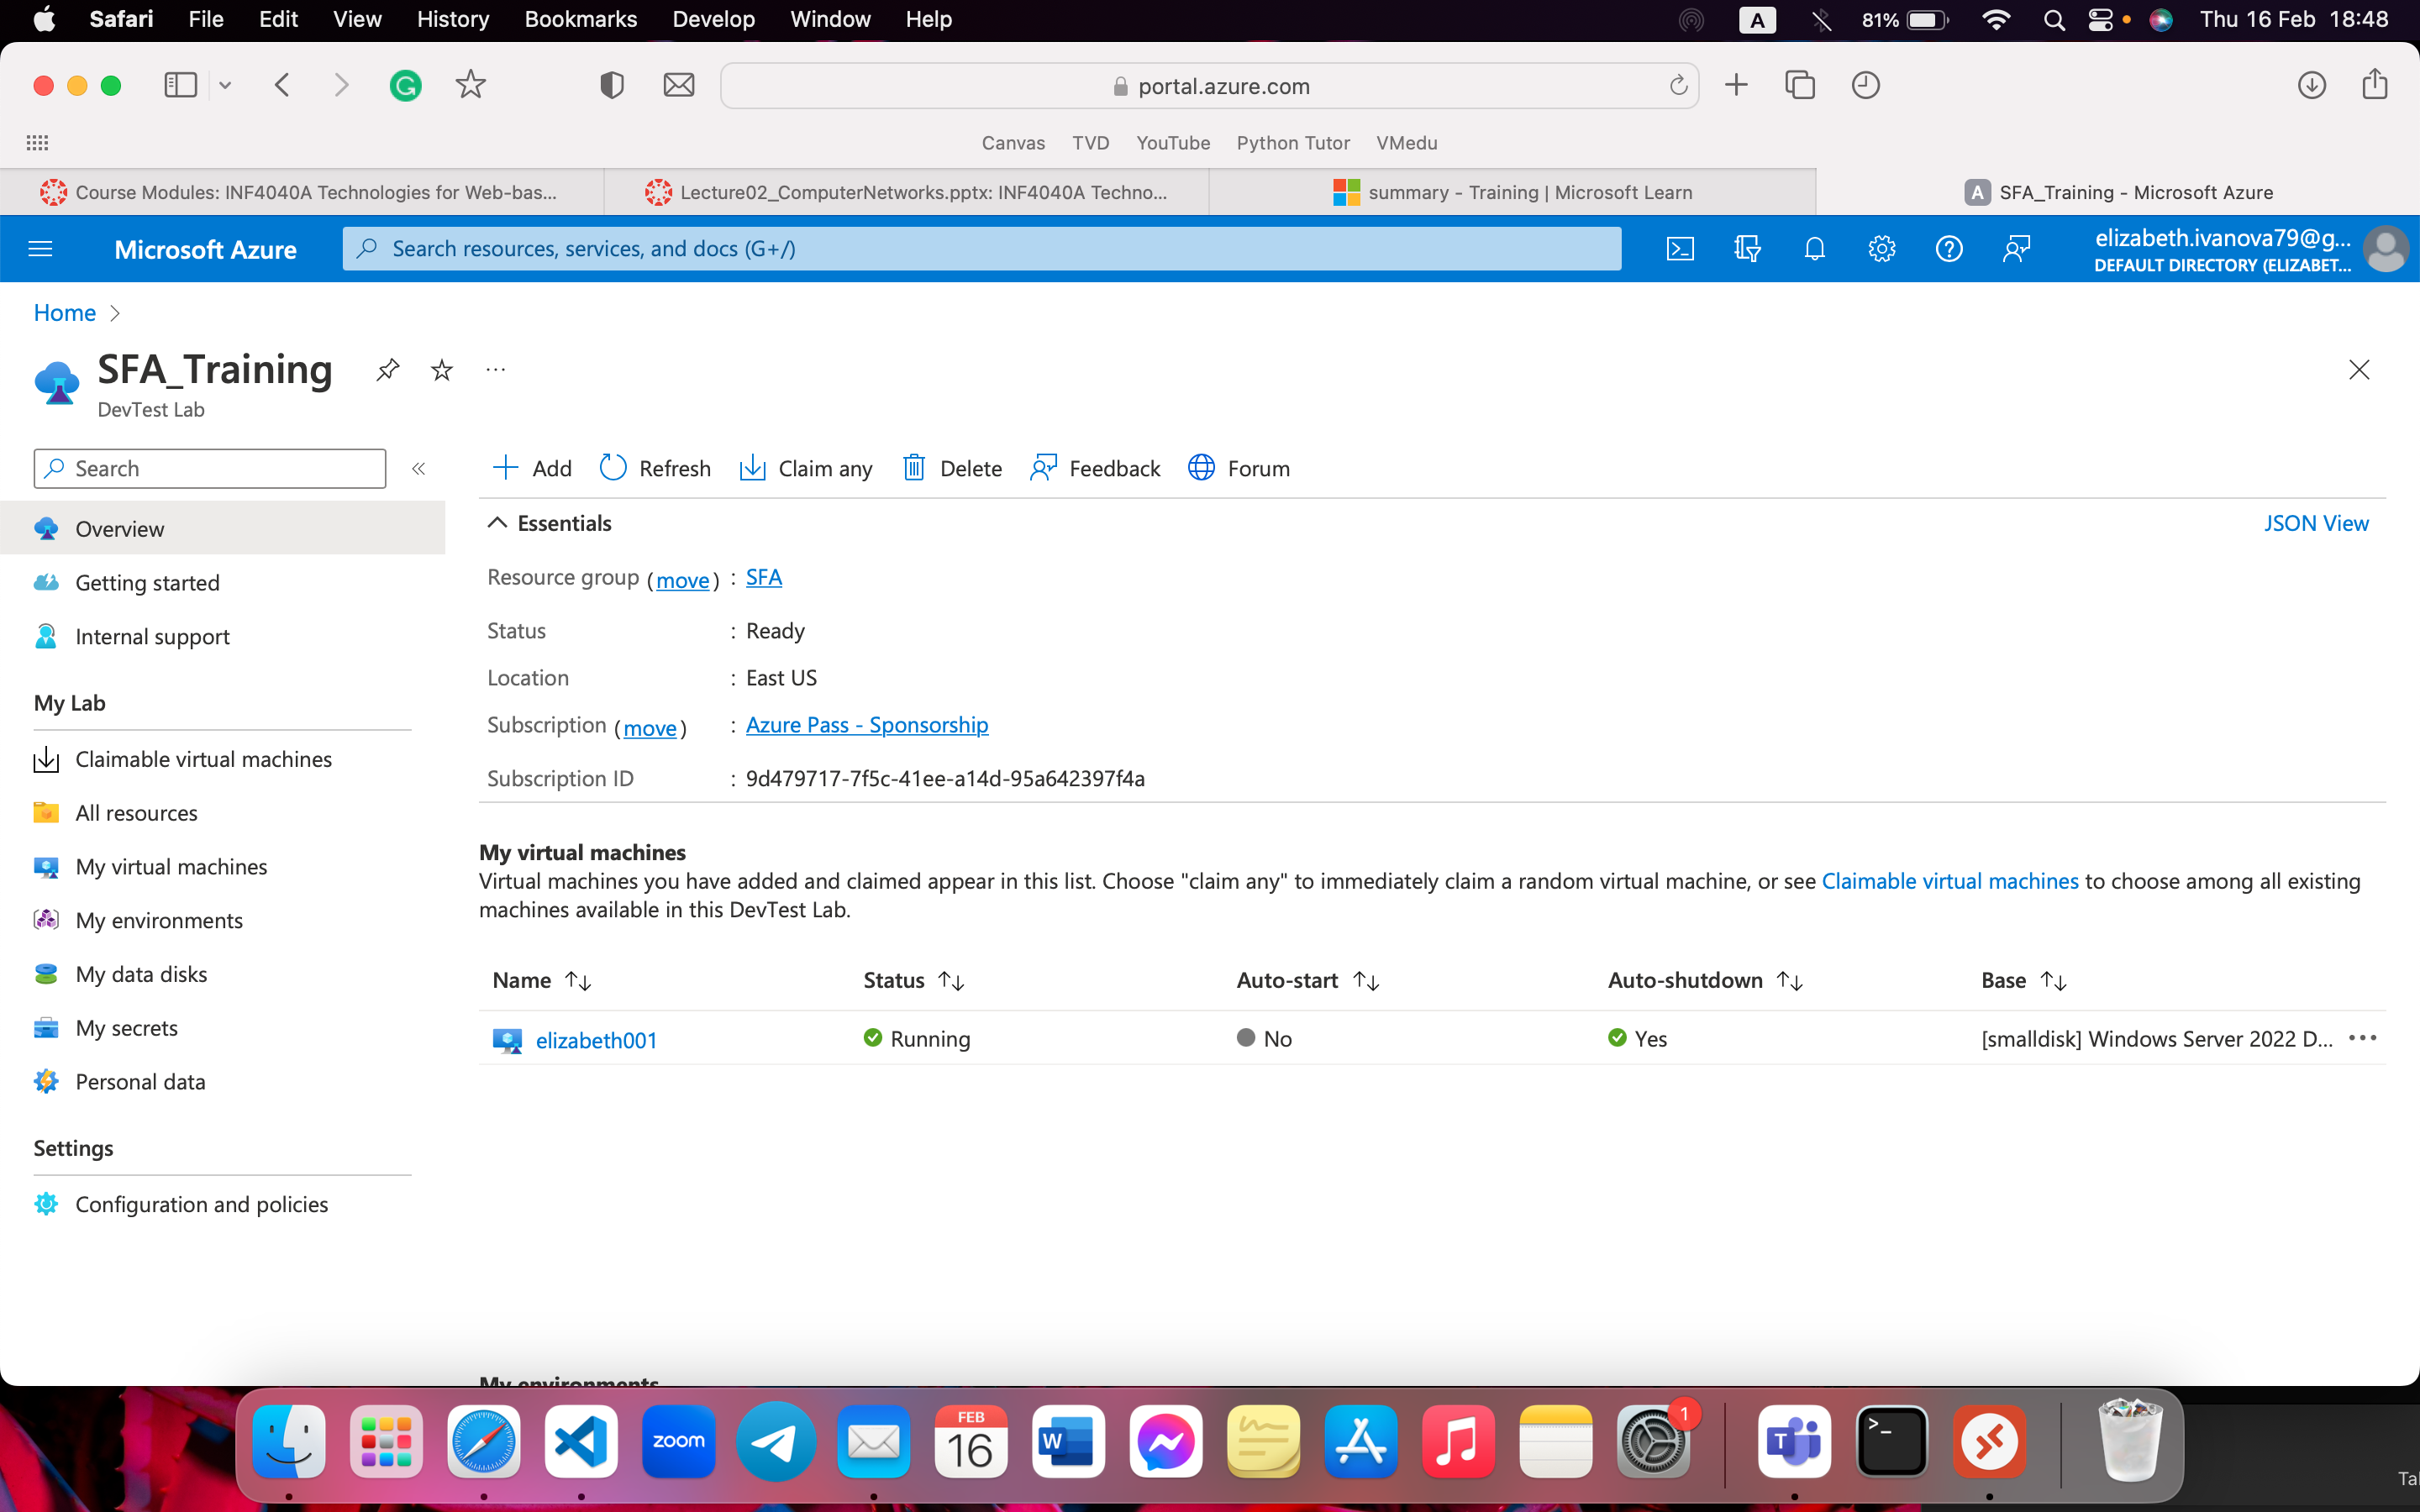 Safari File Edit View History Bookmarks Develop Window Help A 81% Thu 16 Feb 18:48
portal.azure.com
Canvas TVD YouTube Python Tutor VMedu
Course Modules: INF4040A Technologies for Web-bas... Lecture02_ComputerNetworks.pptx: INF4040A Techno... summary - Training | Microsoft Learn A SFA_Training - Microsoft Azure
Microsoft Azure Search resources, services, and docs (G+/) elizabeth.ivanova79@g...
DEFAULT DIRECTORY (ELIZABET...
Home
SFA_Training
DevTest Lab
Search
Add Refresh Claim any Delete Feedback Forum
Overview
Getting started
Internal support
My Lab
Claimable virtual machines
All resources
My virtual machines
My environments
My data disks
My secrets
Personal data
Settings
Configuration and policies
Essentials JSON View
Resource group (move) : SFA
Status : Ready
Location : East US
Subscription (move) : Azure Pass - Sponsorship
Subscription ID : 9d479717-7f5c-41ee-a14d-95a642397f4a
My virtual machines
Virtual machines you have added and claimed appear in this list. Choose "claim any" to immediately claim a random virtual machine, or see Claimable virtual machines to choose among all existing
machines available in this DevTest Lab.
Name Status Auto-start Auto-shutdown Base
elizabeth001 Running No Yes [smalldisk] Windows Server 2022 D...
My environments
zoom FEB 16 W 1 T >_